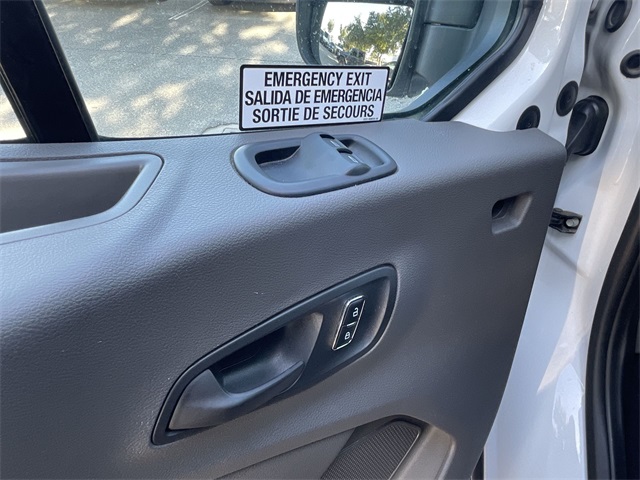 EMERGENCY EXIT
SALIDA DE EMERGENCIA
SORTIE DE SECOURS